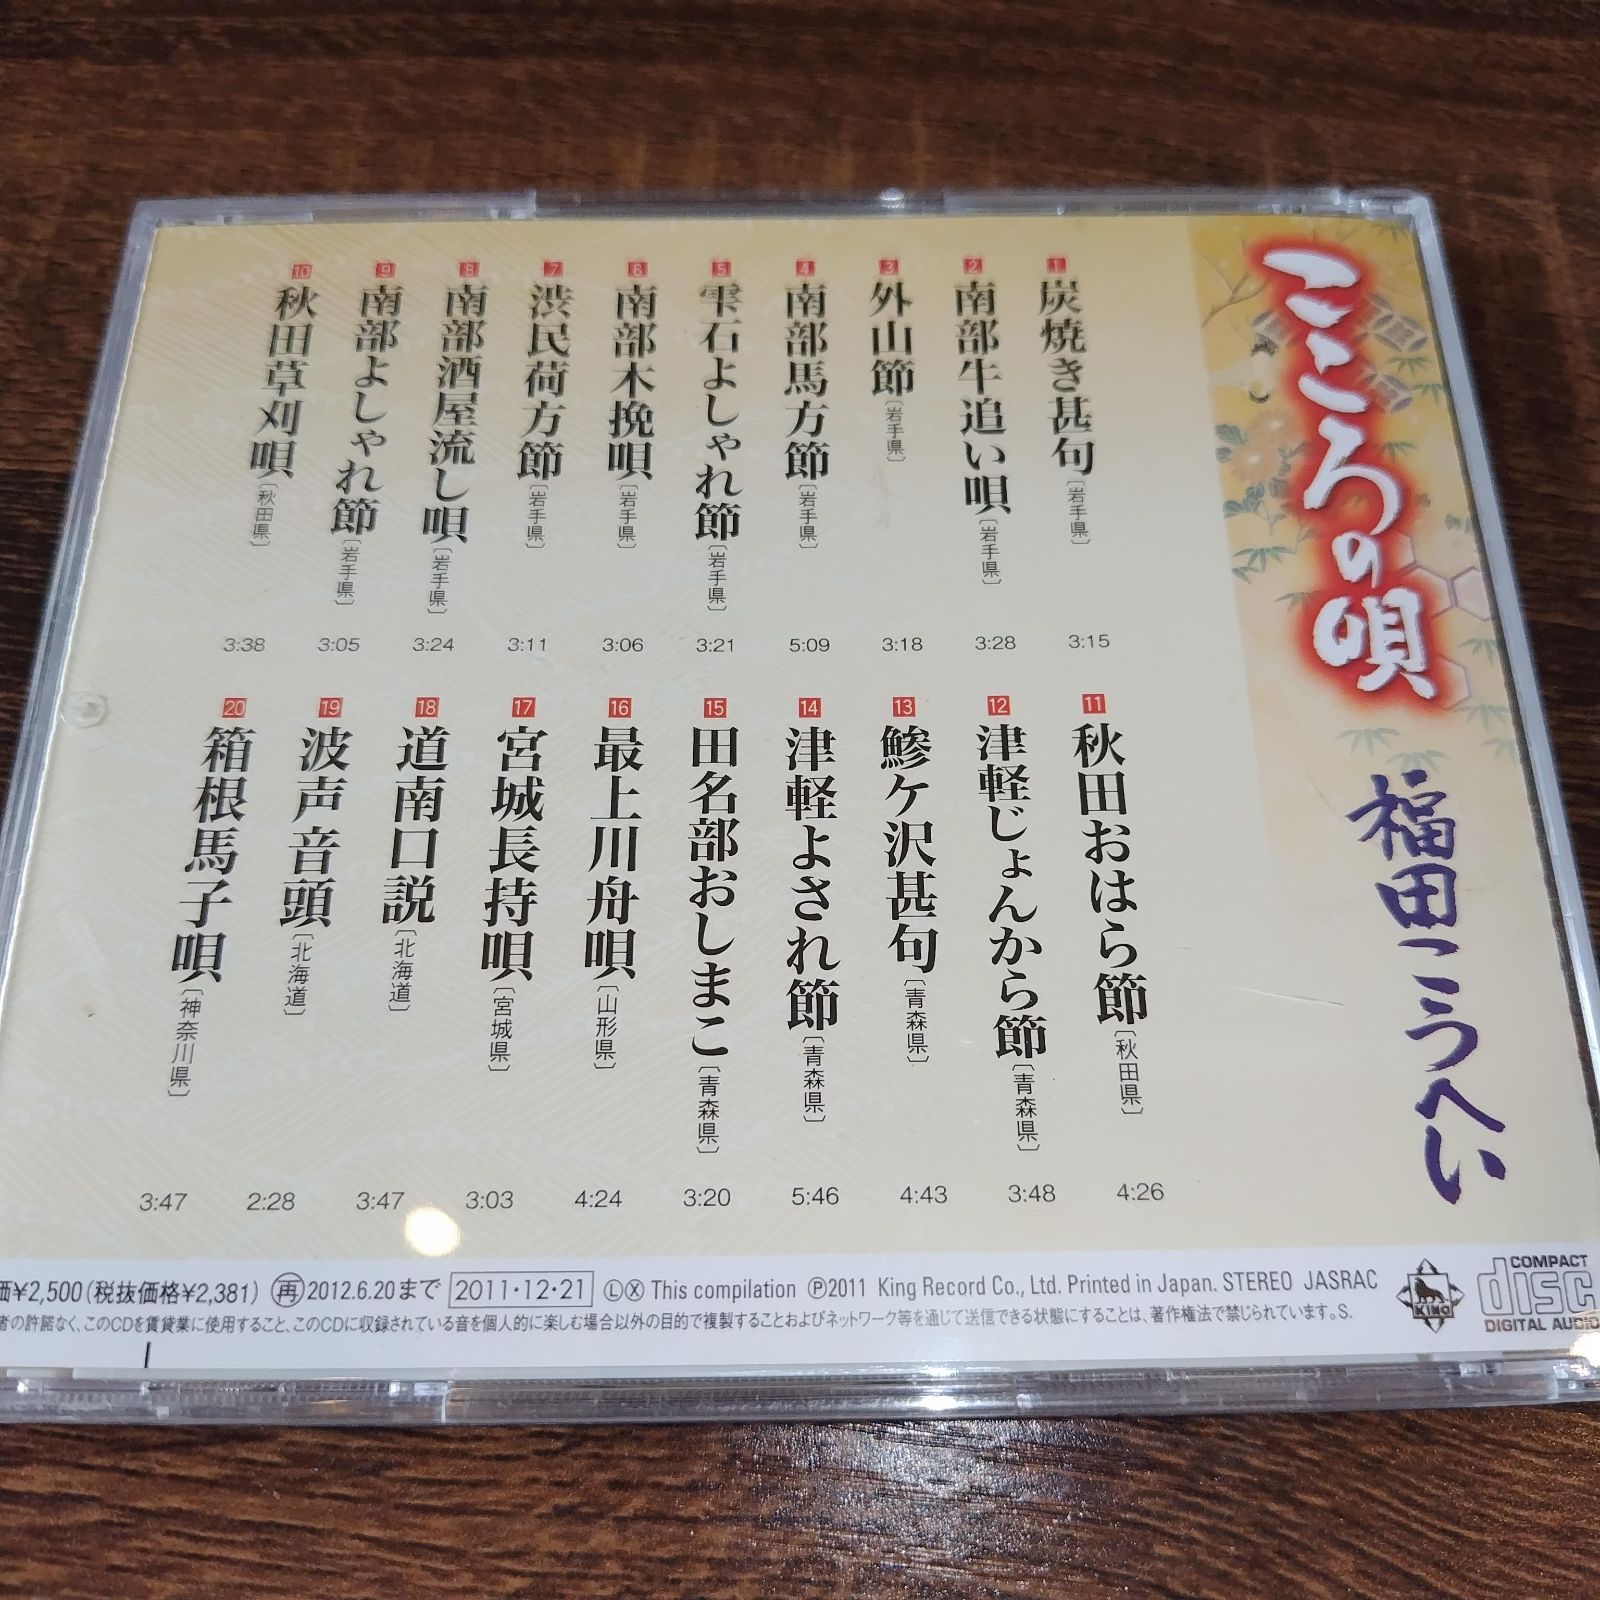 こころの唄
福田こうへい
1 炭焼き甚句〔岩手県〕 3:15
2 南部牛追い唄〔岩手県〕 3:28
3 外山節〔岩手県〕 3:18
4 南部馬方節〔岩手県〕 5:09
5 雫石よしゃれ節〔岩手県〕 3:21
6 南部木挽唄〔岩手県〕 3:06
7 渋民荷方節〔岩手県〕 3:11
8 南部酒屋流し唄〔岩手県〕 3:24
9 南部よしゃれ節〔岩手県〕 3:05
10 秋田草刈唄〔秋田県〕 3:38
11 秋田おはら節〔秋田県〕 4:26
12 津軽じょんから節〔青森県〕 3:48
13 鰺ケ沢甚句〔青森県〕 4:43
14 津軽よされ節〔青森県〕 5:46
15 田名部おしまこ〔青森県〕 3:20
16 最上川舟唄〔山形県〕 4:24
17 宮城長持唄〔宮城県〕 3:03
18 道南口説〔北海道〕 3:47
19 波声音頭〔北海道〕 2:28
20 箱根馬子唄〔神奈川県〕 3:47
価¥2,500(税抜価格¥2,381) 再 2012.6.20まで 2011・12・21 Ⓛⓧ This compilation Ⓟ2011 King Record Co., Ltd. Printed in Japan. STEREO JASRAC
者の許諾なく、このCDを賃貸業に使用すること、このCDに収録されている音を個人的に楽しむ場合以外の目的で複製することおよびネットワーク等を通じて送信できる状態にすることは、著作権法で禁じられています。S.
KING
COMPACT
disc
DIGITAL AUDIO